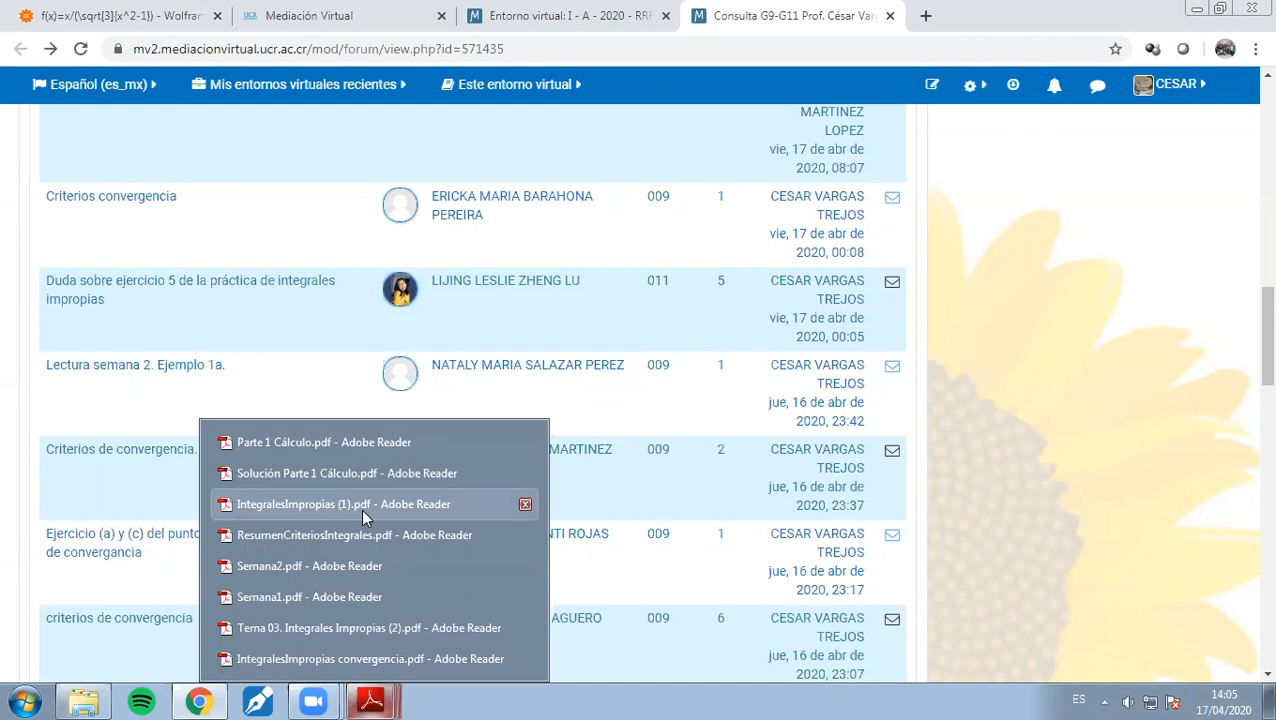 f(x)=x/(\sqrt[3]{x^2-1}) - Wolfram
UCR Mediación Virtual
Entorno virtual: I - A - 2020 - RRF
Consulta G9-G11 Prof. César Varg
mv2.mediacionvirtual.ucr.ac.cr/mod/forum/view.php?id=571435
Español (es_mx)
Mis entornos virtuales recientes
Este entorno virtual
CESAR
MARTINEZ
LOPEZ
vie, 17 de abr de
2020, 08:07
Criterios convergencia
ERICKA MARIA BARAHONA
PEREIRA
009
1
CESAR VARGAS
TREJOS
vie, 17 de abr de
2020, 00:08
Duda sobre ejercicio 5 de la práctica de integrales
impropias
LIJING LESLIE ZHENG LU
011
5
CESAR VARGAS
TREJOS
vie, 17 de abr de
2020, 00:05
Lectura semana 2. Ejemplo 1a.
NATALY MARIA SALAZAR PEREZ
009
1
CESAR VARGAS
TREJOS
jue, 16 de abr de
2020, 23:42
Criterios de convergencia.
MARTINEZ
009
2
CESAR VARGAS
TREJOS
jue, 16 de abr de
2020, 23:37
Ejercicio (a) y (c) del punto
de convergancia
NTI ROJAS
009
1
CESAR VARGAS
TREJOS
jue, 16 de abr de
2020, 23:17
criterios de convergencia
AGUERO
009
6
CESAR VARGAS
TREJOS
jue, 16 de abr de
2020, 23:07
Parte 1 Cálculo.pdf - Adobe Reader
Solución Parte 1 Cálculo.pdf - Adobe Reader
IntegralesImpropias (1).pdf - Adobe Reader
ResumenCriteriosIntegrales.pdf - Adobe Reader
Semana2.pdf - Adobe Reader
Semana1.pdf - Adobe Reader
Tema 03. Integrales Impropias (2).pdf - Adobe Reader
IntegralesImpropias convergencia.pdf - Adobe Reader
ES
14:05
17/04/2020